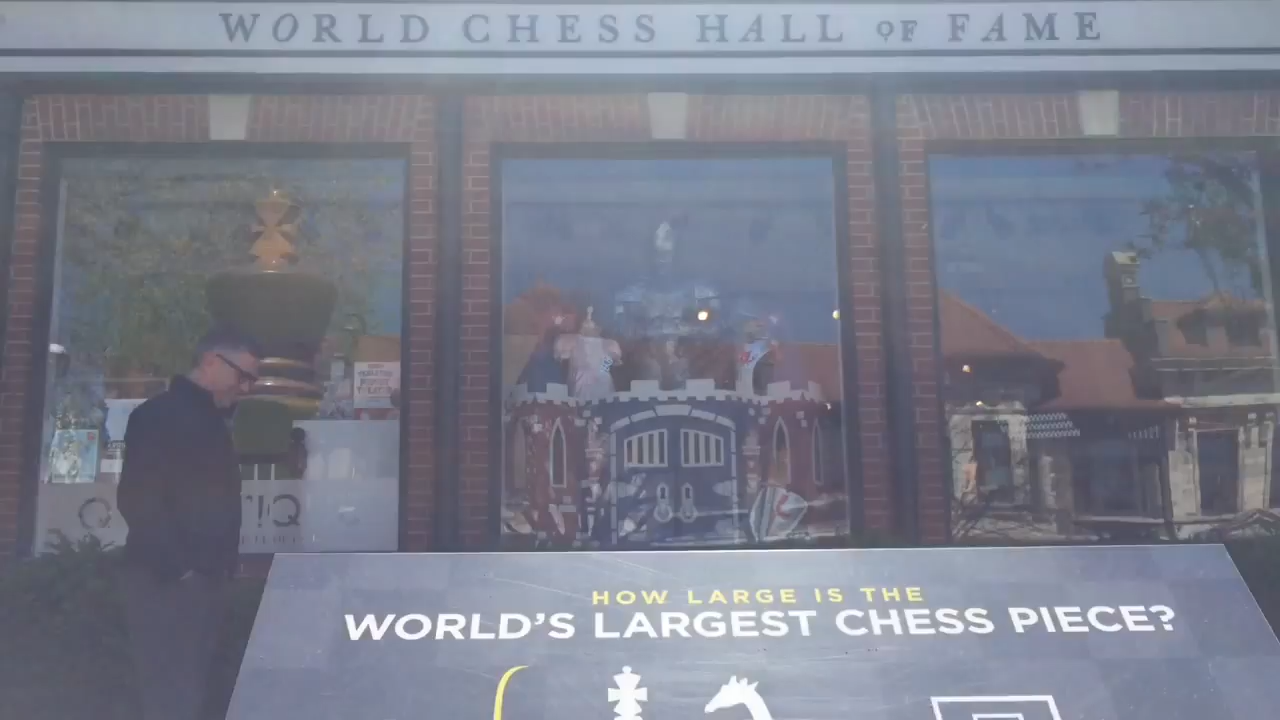 WORLD CHESS HALL OF FAME
HOW LARGE IS THE
WORLD'S LARGEST CHESS PIECE?